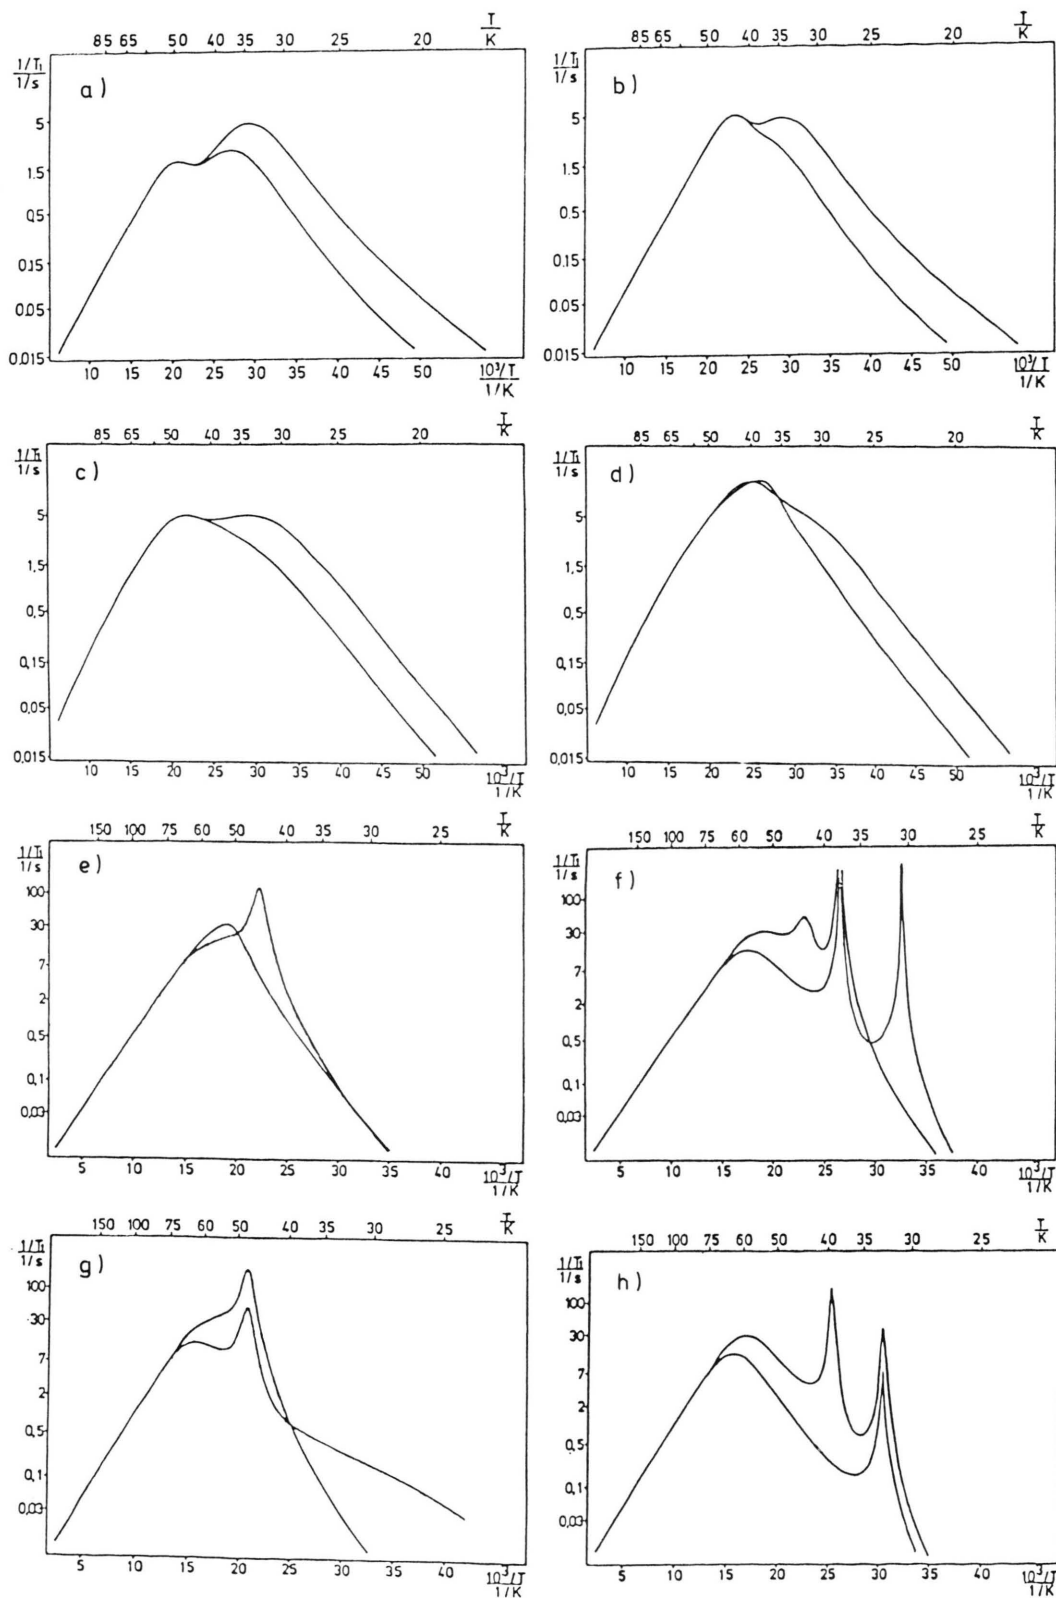 85 65 50 40 35 30 25 20 T/K
1/T₁ / 1/s
a)
5
1.5
0.5
0.15
0.05
0.015
10 15 20 25 30 35 40 45 50 10³/T / 1/K
85 65 50 40 35 30 25 20 T/K
1/T₁ / 1/s
b)
5
1.5
0.5
0.15
0.05
0.015
10 15 20 25 30 35 40 45 50 10³/T / 1/K
85 65 50 40 35 30 25 20 T/K
1/T₁ / 1/s
c)
5
1,5
0,5
0,15
0,05
0,015
10 15 20 25 30 35 40 45 50 10³/T / 1/K
85 65 50 40 35 30 25 20 T/K
1/T₁ / 1/s
d)
5
1,5
0,5
0,15
0,05
0,015
10 15 20 25 30 35 40 45 50 10³/T / 1/K
150 100 75 60 50 40 35 30 25 T/K
1/T₁ / 1/s
e)
100
30
7
2
0.5
0,1
0,03
5 10 15 20 25 30 35 40 10³/T / 1/K
150 100 75 60 50 40 35 30 25 T/K
1/T₁ / 1/s
f)
100
30
7
2
0.5
0,1
0,03
5 10 15 20 25 30 35 40 10³/T / 1/K
150 100 75 60 50 40 35 30 25 T/K
1/T₁ / 1/s
g)
100
30
7
2
0.5
0,1
0,03
5 10 15 20 25 30 35 40 10³/T / 1/K
150 100 75 60 50 40 35 30 25 T/K
1/T₁ / 1/s
h)
100
30
7
2
0,5
0,1
0,03
5 10 15 20 25 30 35 40 10³/T / 1/K